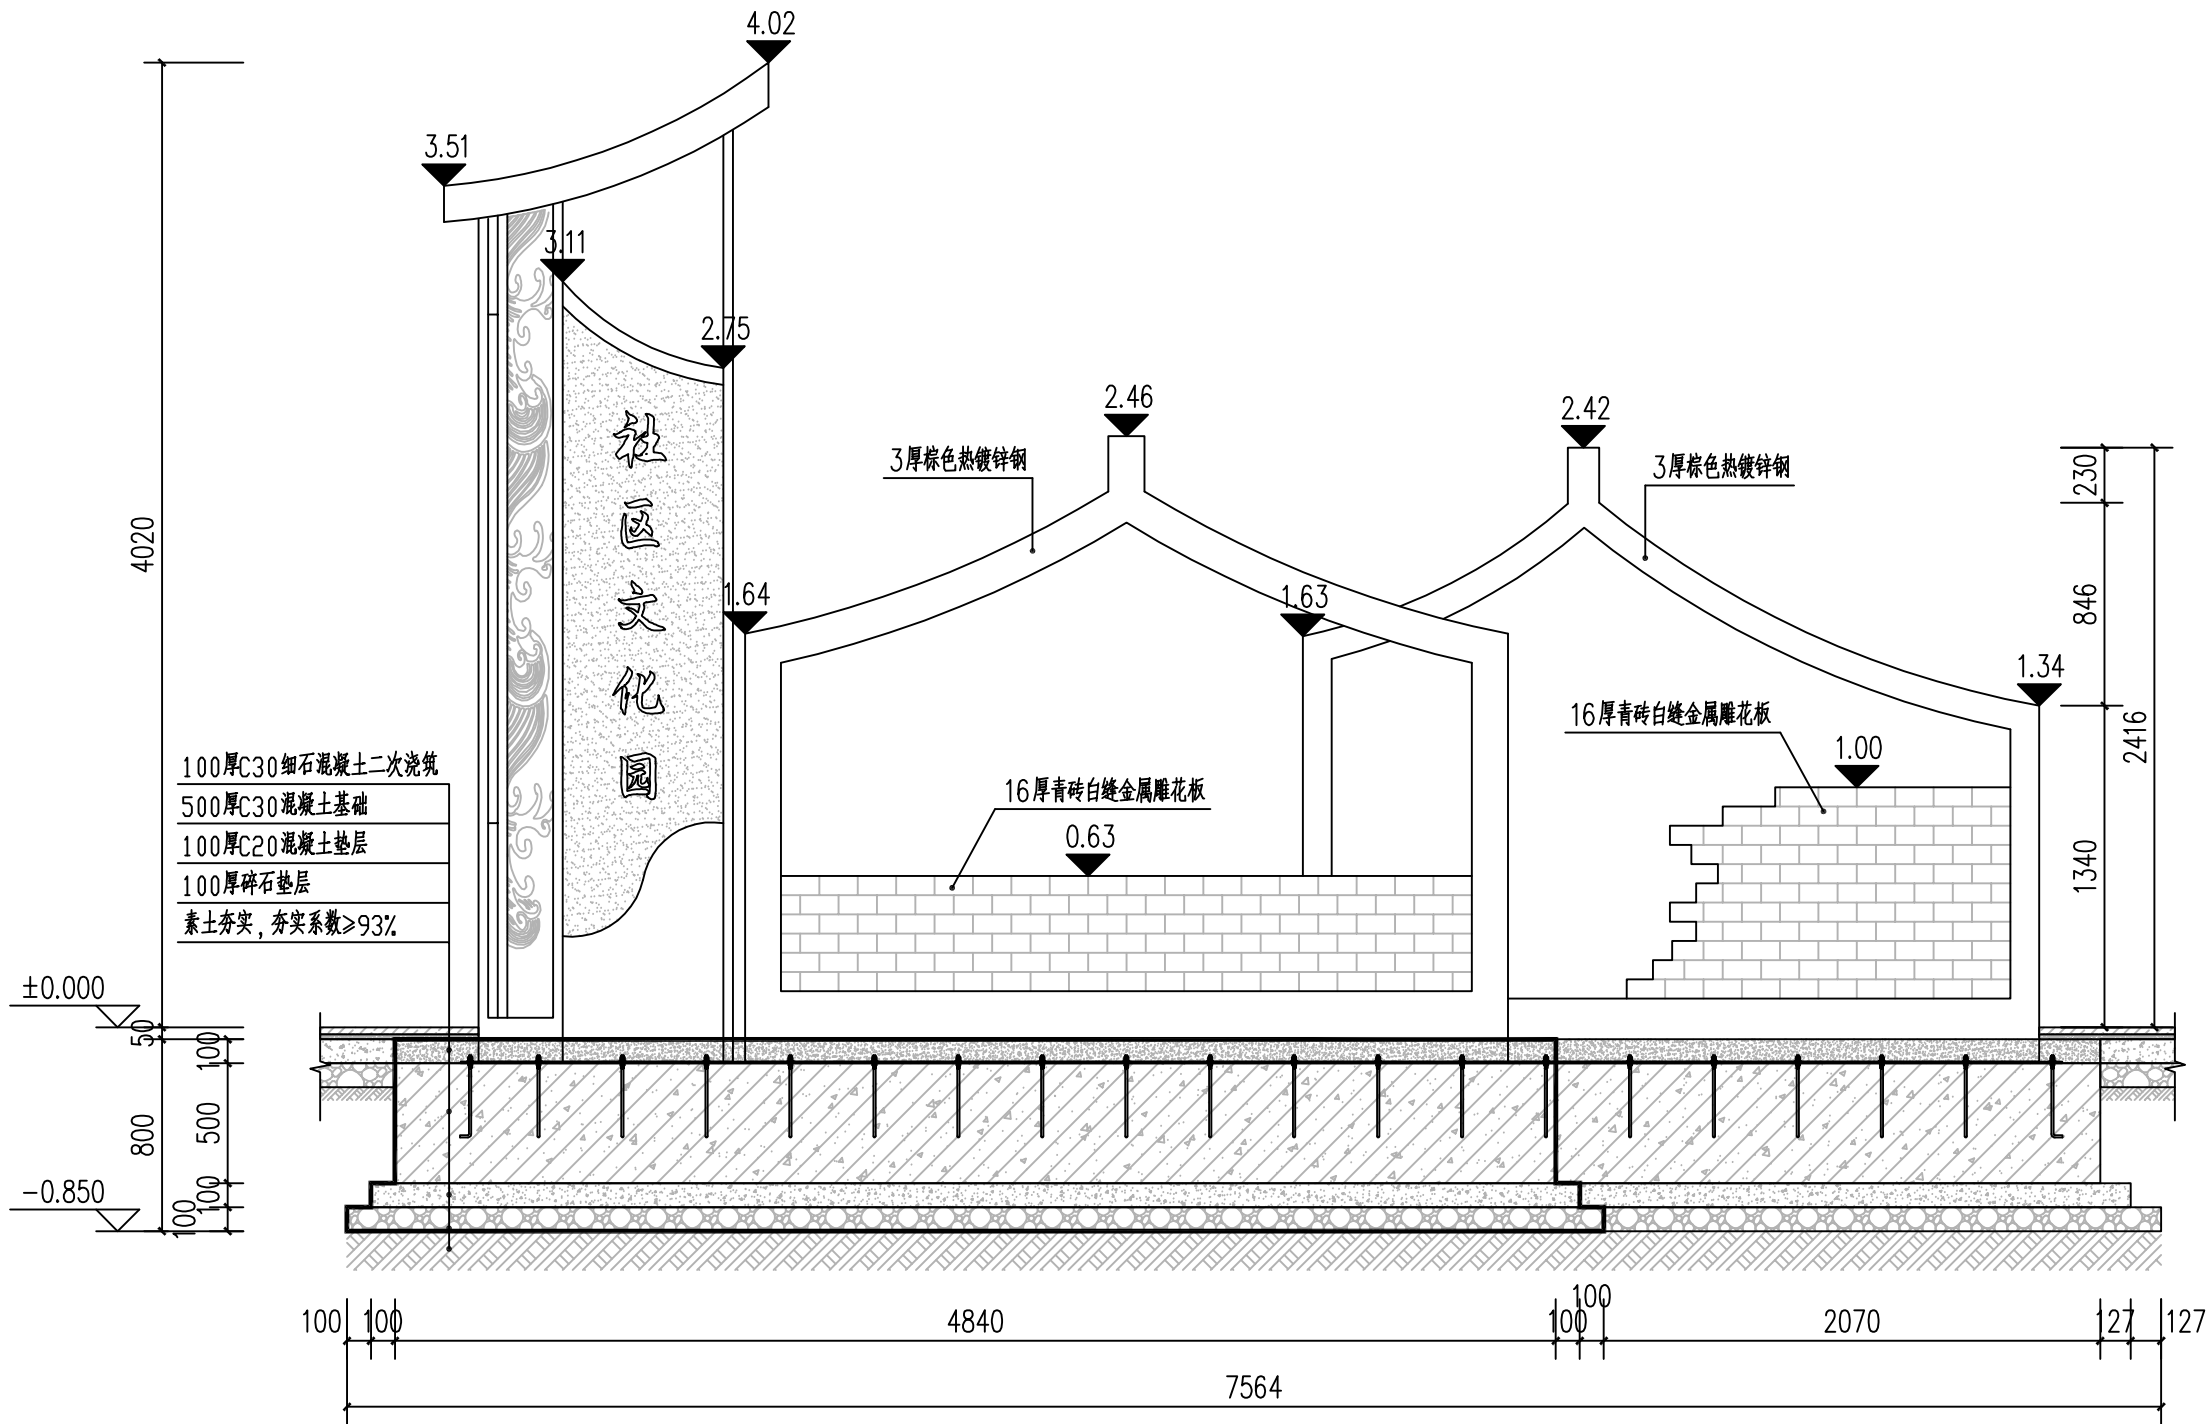 4.02
3.51
3.11
2.75
2.46
2.42
3厚棕色热镀锌钢
3厚棕色热镀锌钢
230
社
区
文
化
园
4020
1.64
1.63
846
1.34
2416
16厚青砖白缝金属雕花板
1.00
100厚C30细石混凝土二次浇筑
500厚C30混凝土基础
100厚C20混凝土垫层
100厚碎石垫层
素土夯实,夯实系数≥93%
16厚青砖白缝金属雕花板
0.63
1340
±0.000
50
100
800
500
-0.850
100
100
100
100
4840
100
100
2070
127
127
7564